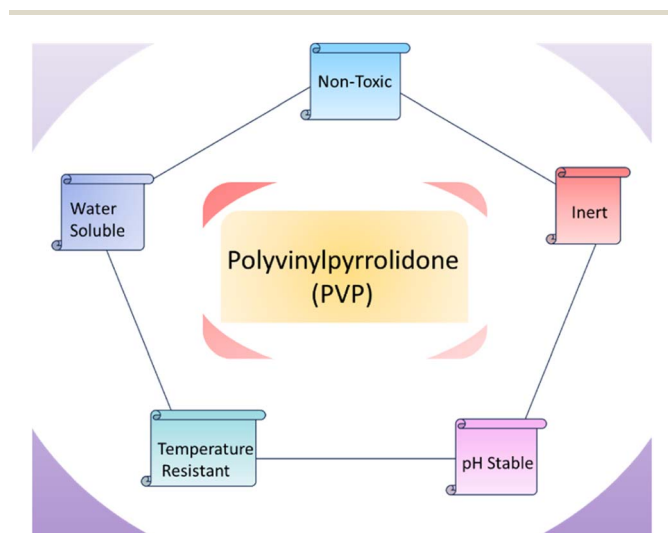 Non-Toxic
Water
Soluble
Inert
Polyvinylpyrrolidone
(PVP)
Temperature
Resistant
pH Stable